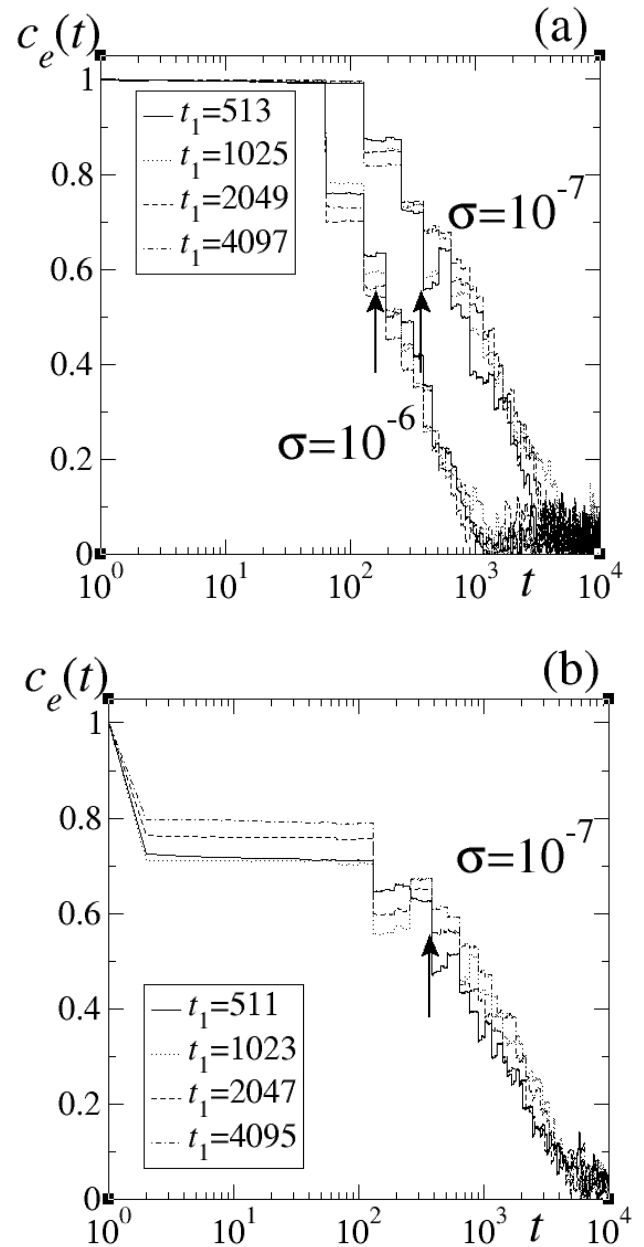 c_e(t)
(a)
1
0.8
0.6
0.4
0.2
0
t_1=513
t_1=1025
t_1=2049
t_1=4097
σ=10^-7
σ=10^-6
10^0 10^1 10^2 10^3 t 10^4
c_e(t)
(b)
1
0.8
0.6
0.4
0.2
0
σ=10^-7
t_1=511
t_1=1023
t_1=2047
t_1=4095
10^0 10^1 10^2 10^3 t 10^4